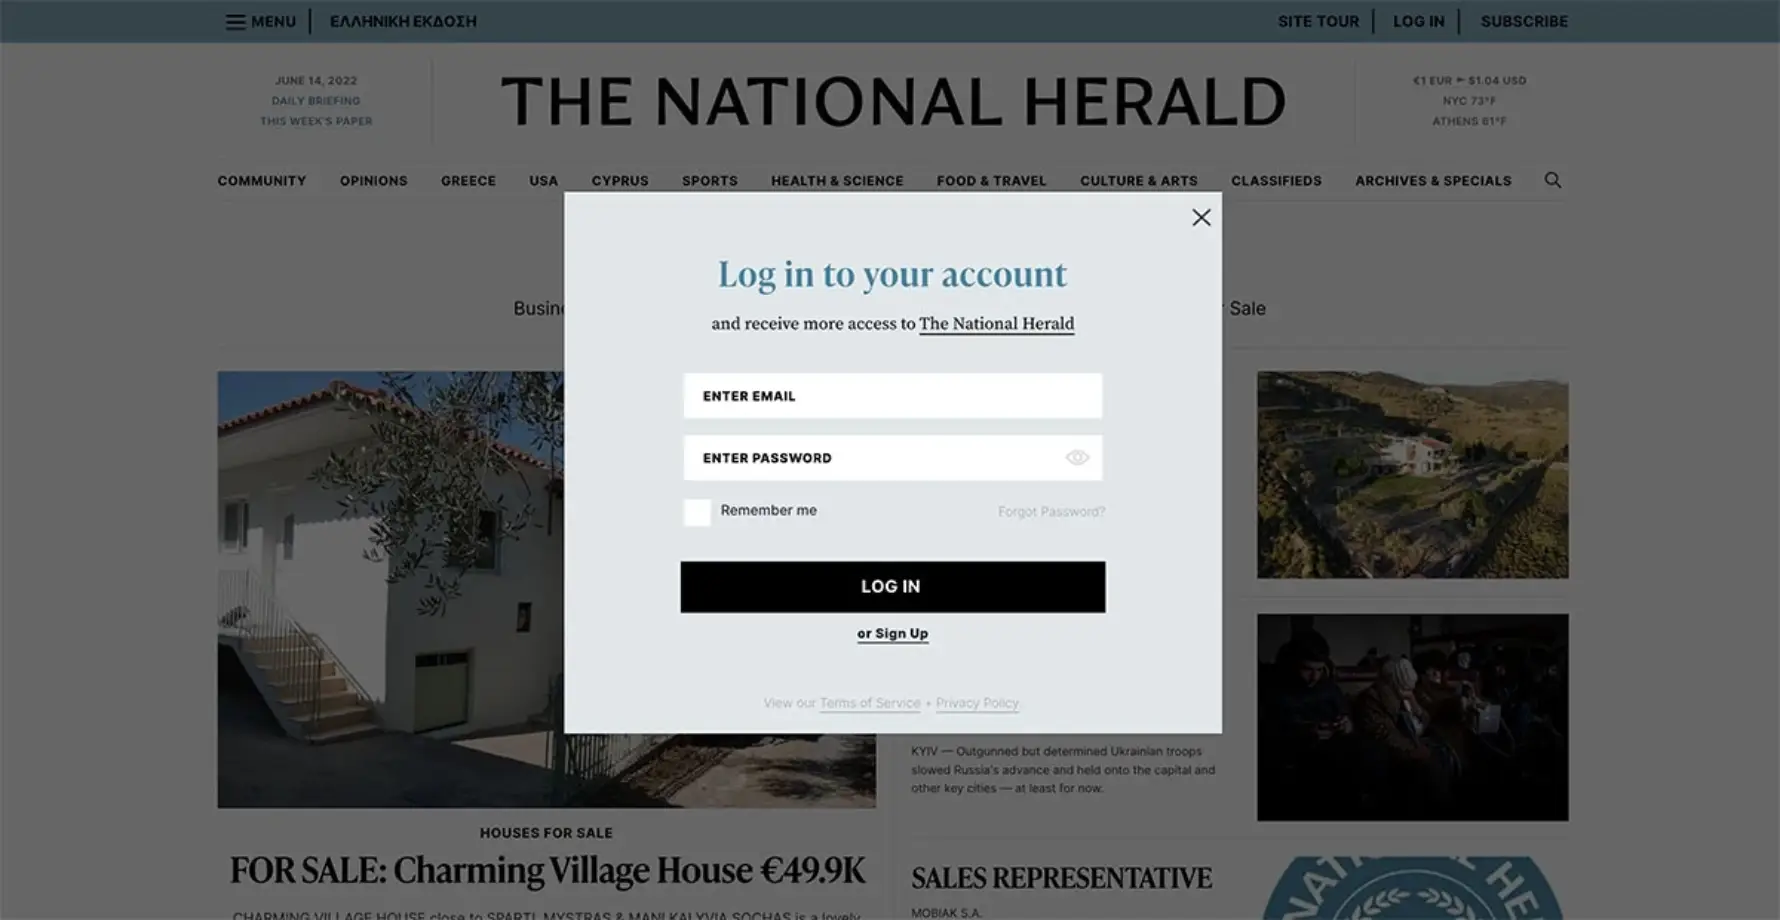 MENU
ΕΛΛΗΝΙΚΗ ΕΚΔΟΣΗ
SITE TOUR
LOG IN
SUBSCRIBE
JUNE 14, 2022
DAILY BRIEFING
THIS WEEK'S PAPER
THE NATIONAL HERALD
€1 EUR = $1.04 USD
NYC 73°F
ATHENS 81°F
COMMUNITY OPINIONS GREECE USA CYPRUS SPORTS HEALTH & SCIENCE FOOD & TRAVEL CULTURE & ARTS CLASSIFIEDS ARCHIVES & SPECIALS
Log in to your account
and receive more access to The National Herald
Sale
ENTER EMAIL
ENTER PASSWORD
Remember me
Forgot Password?
LOG IN
or Sign Up
View our Terms of Service + Privacy Policy
KYIV — Outgunned but determined Ukrainian troops
slowed Russia's advance and held onto the capital and
other key cities — at least for now.
HOUSES FOR SALE
FOR SALE: Charming Village House €49.9K
CHARMING VILLAGE HOUSE close to SPARTI, MYSTRAS & MANI KALYVIA SOCHAS is a lovely
SALES REPRESENTATIVE
MOBIAK S.A.